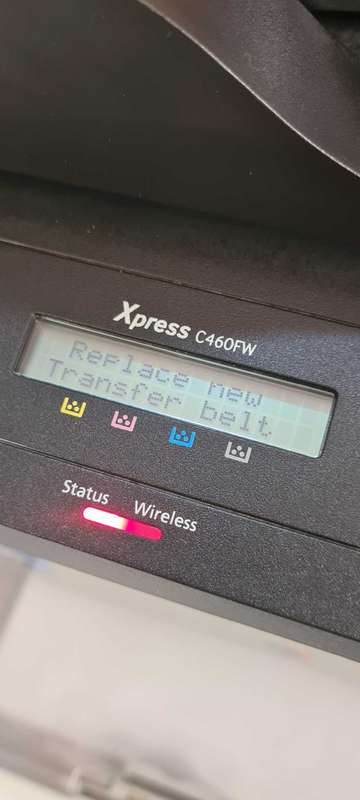 Xpress C460FW
Replace new
Transfer belt
Status Wireless